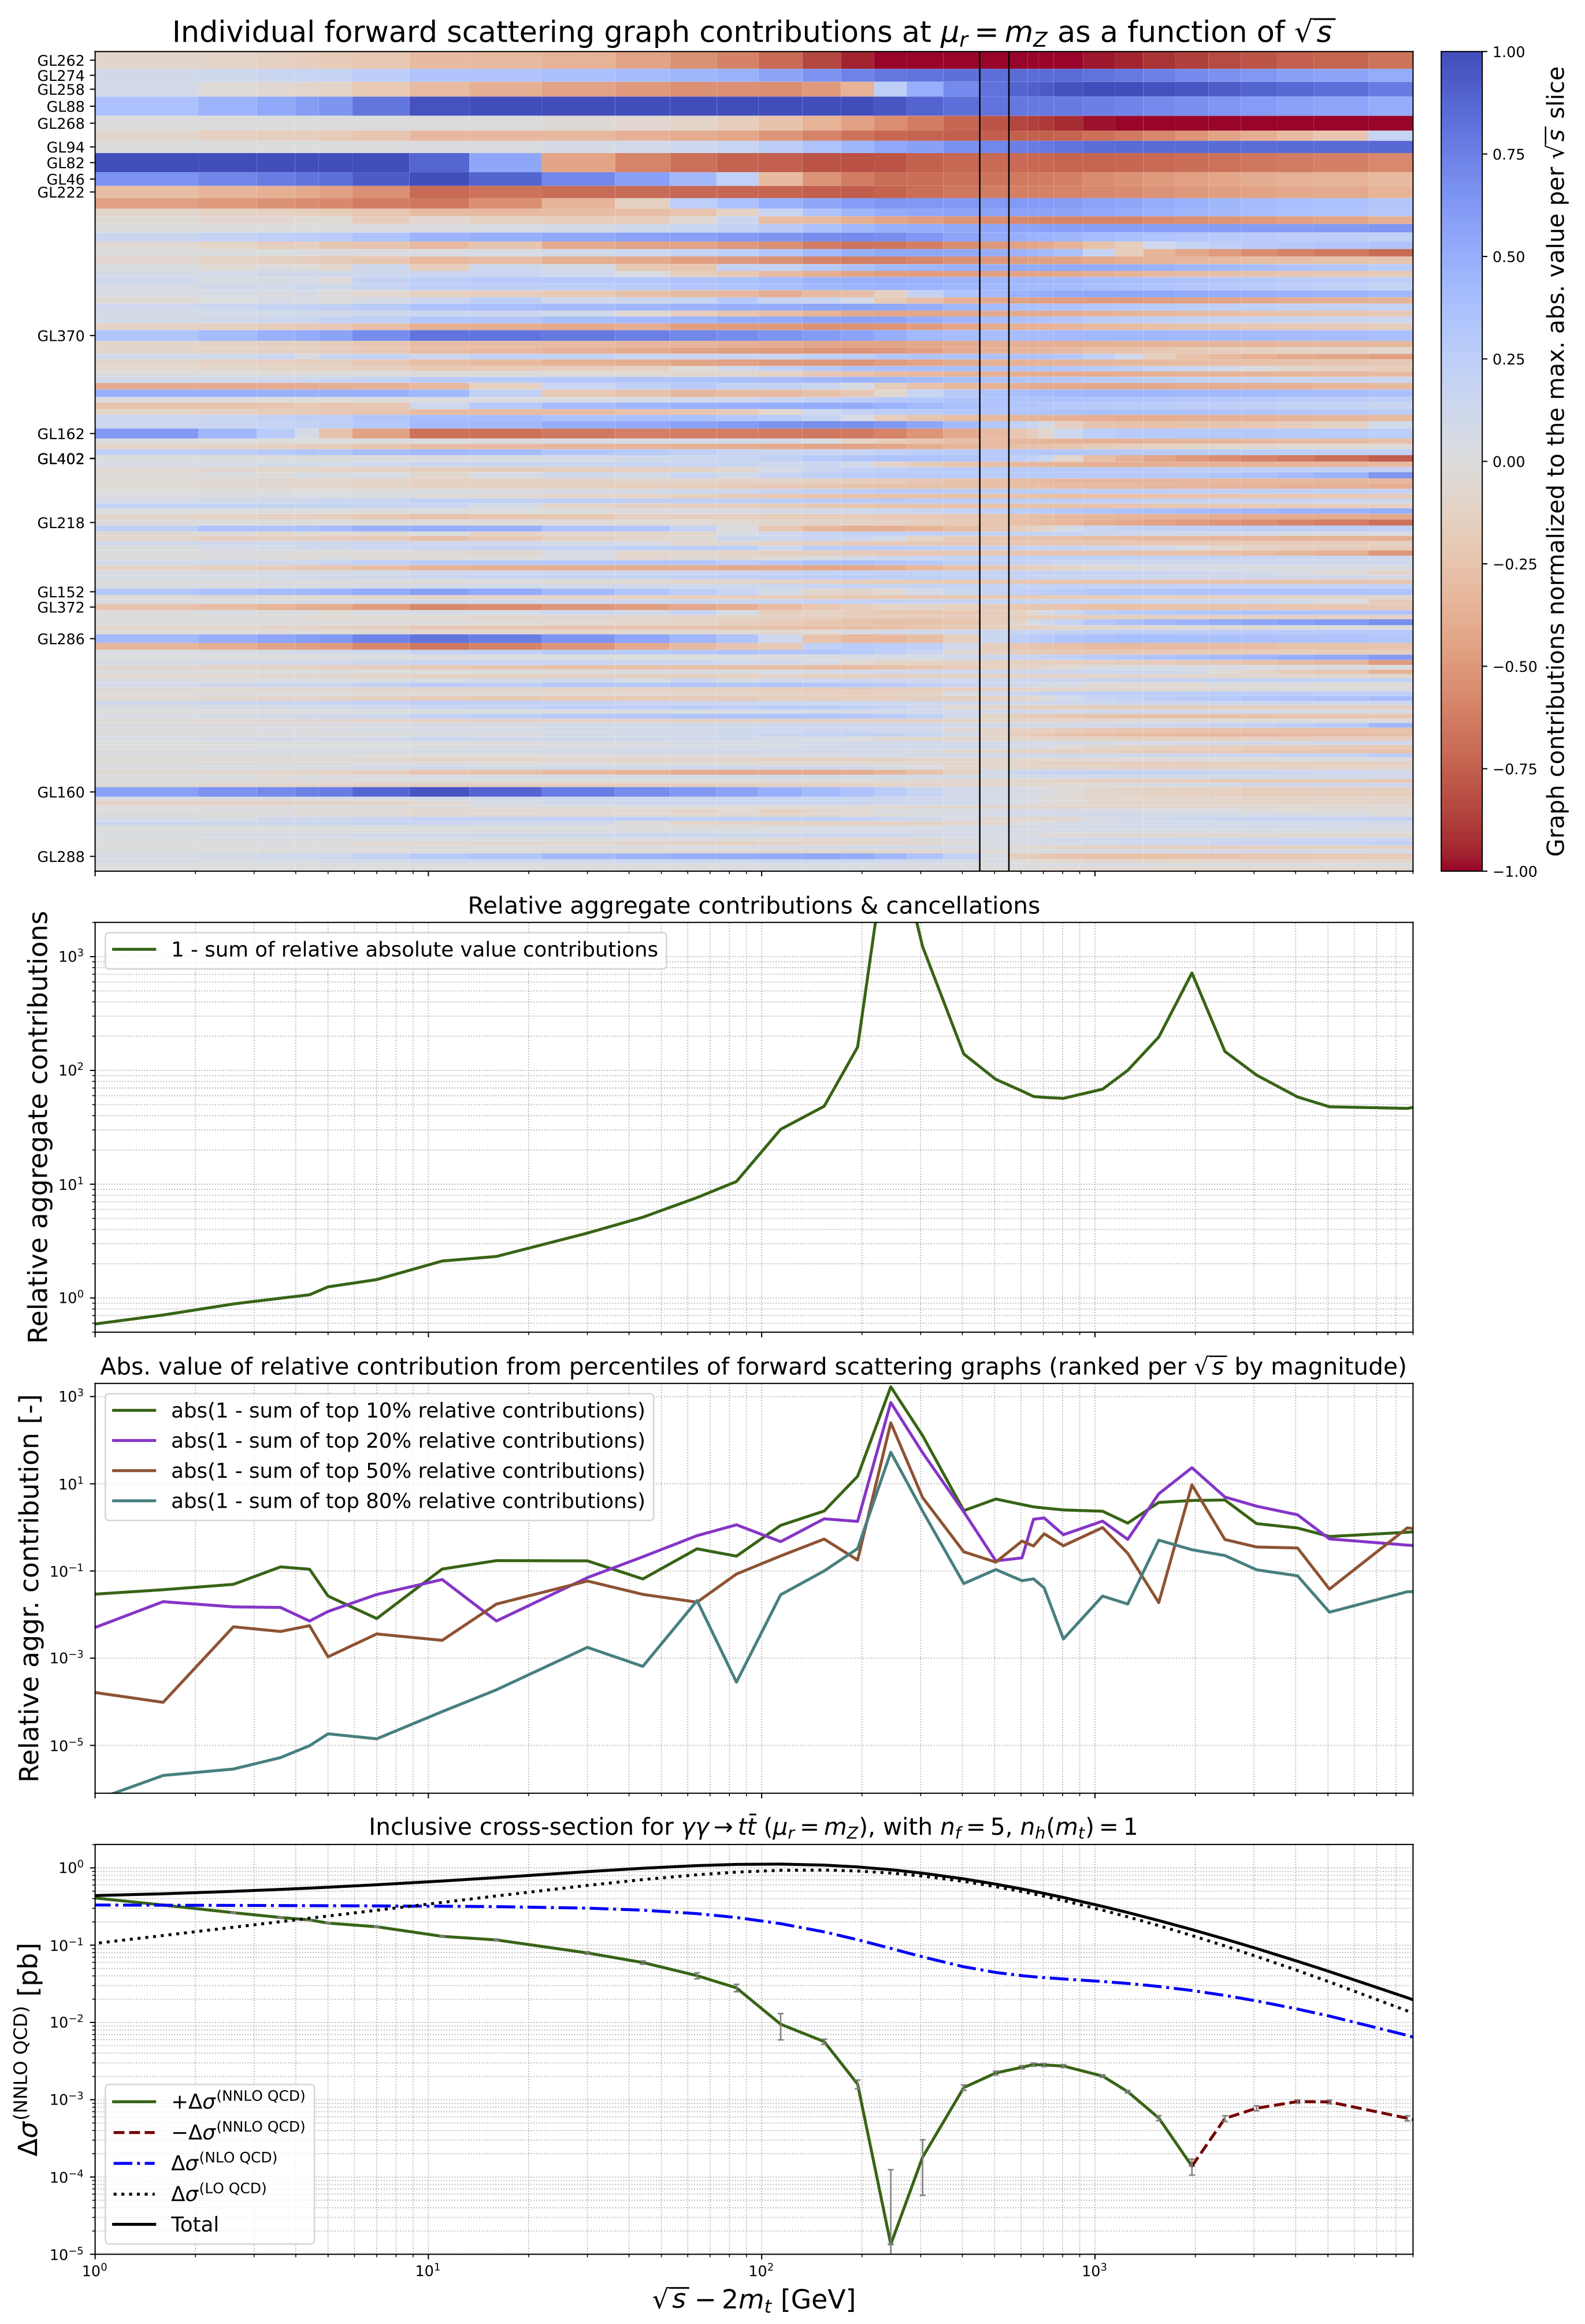 Individual forward scattering graph contributions at μ_r = m_Z as a function of √s
GL262
GL274
GL258
GL88
GL268
GL94
GL82
GL46
GL222
GL370
GL162
GL402
GL218
GL152
GL372
GL286
GL160
GL288
1.00
0.75
0.50
0.25
0.00
−0.25
−0.50
−0.75
−1.00
Graph contributions normalized to the max. abs. value per √s slice
Relative aggregate contributions & cancellations
Relative aggregate contributions
10³
10²
10¹
10⁰
1 - sum of relative absolute value contributions
Abs. value of relative contribution from percentiles of forward scattering graphs (ranked per √s by magnitude)
Relative aggr. contribution [-]
10³
10¹
10⁻¹
10⁻³
10⁻⁵
abs(1 - sum of top 10% relative contributions)
abs(1 - sum of top 20% relative contributions)
abs(1 - sum of top 50% relative contributions)
abs(1 - sum of top 80% relative contributions)
Inclusive cross-section for γγ → tt̄ (μ_r = m_Z), with n_f = 5, n_h(m_t) = 1
Δσ^(NNLO QCD) [pb]
10⁰
10⁻¹
10⁻²
10⁻³
10⁻⁴
10⁻⁵
+Δσ^(NNLO QCD)
−Δσ^(NNLO QCD)
Δσ^(NLO QCD)
Δσ^(LO QCD)
Total
10⁰
10¹
10²
10³
√s − 2m_t [GeV]